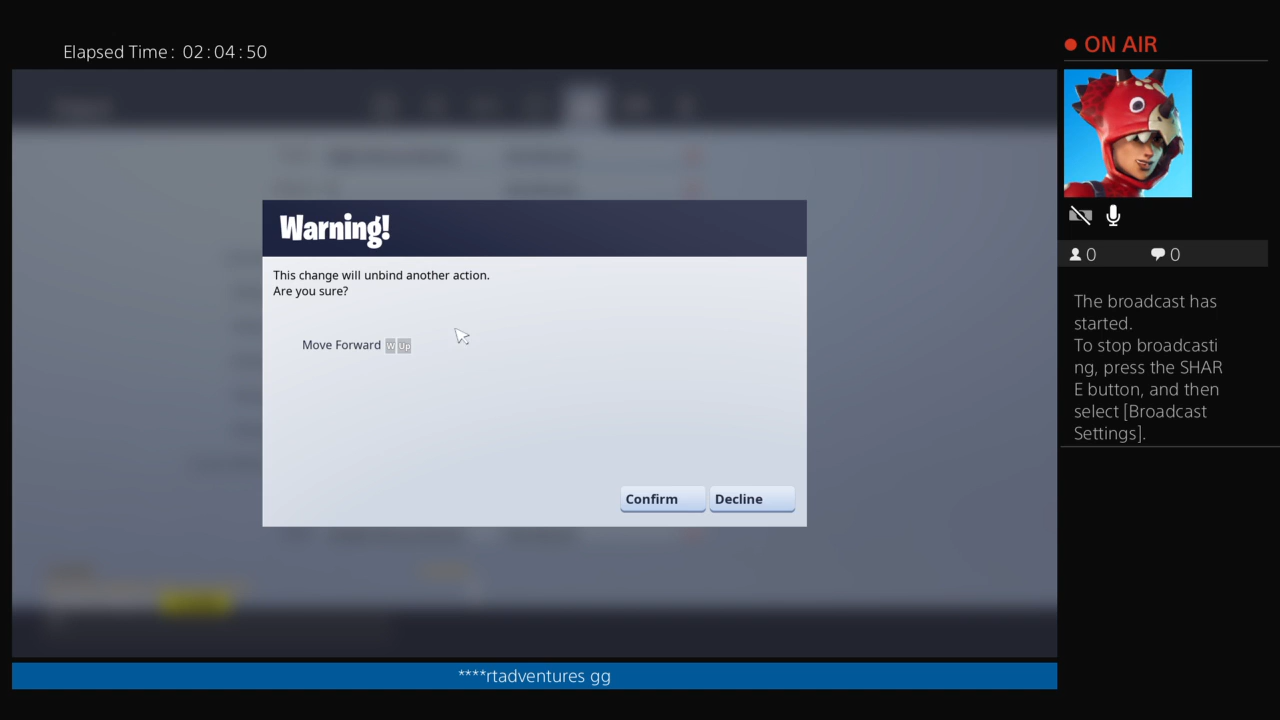 Elapsed Time: 02:04:50
ON AIR
Warning!
This change will unbind another action.
Are you sure?
Move Forward W Up
Confirm Decline
0 0
The broadcast has
started.
To stop broadcasti
ng, press the SHAR
E button, and then
select [Broadcast
Settings].
****rtadventures gg